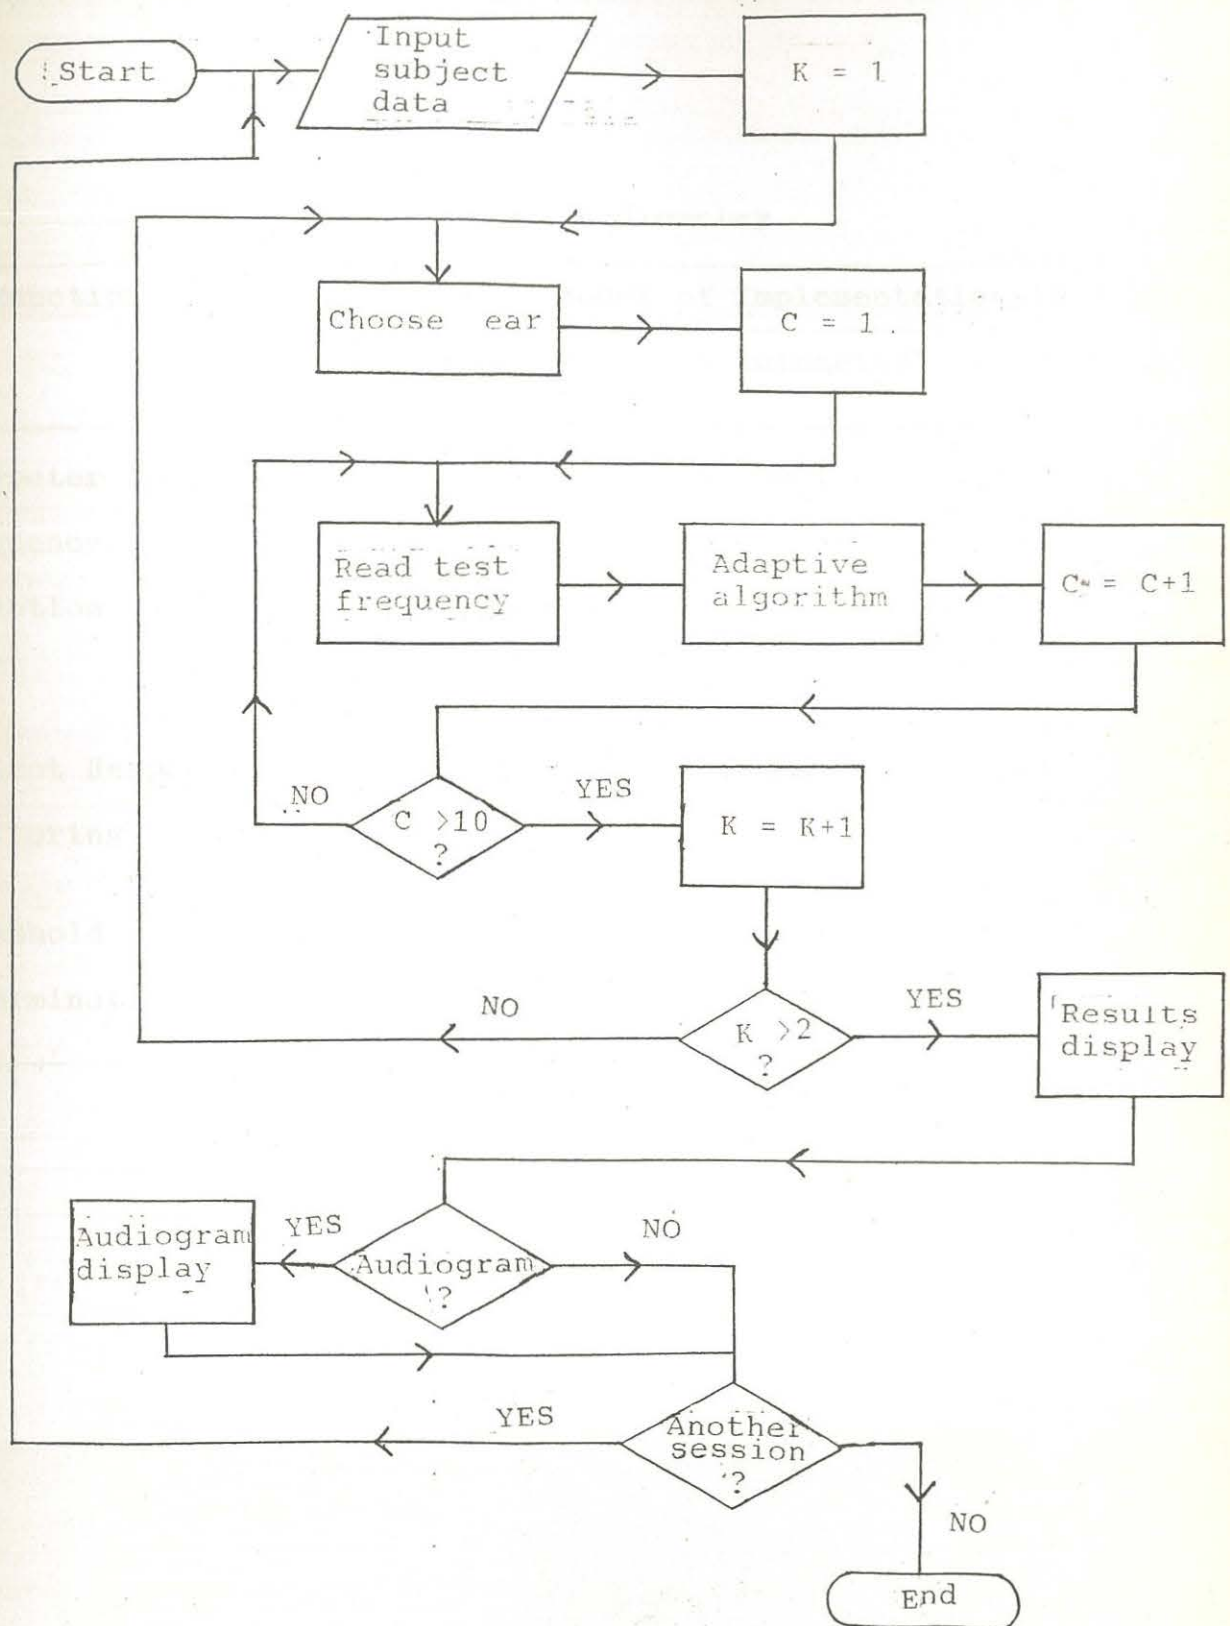 Start
Input
subject
data
K = 1
Choose ear
C = 1
Read test
frequency
Adaptive
algorithm
C = C+1
NO
C >10
?
YES
K = K+1
NO
K >2
?
YES
Results
display
Audiogram
display
YES
Audiogram
?
NO
YES
Another
session
?
NO
End